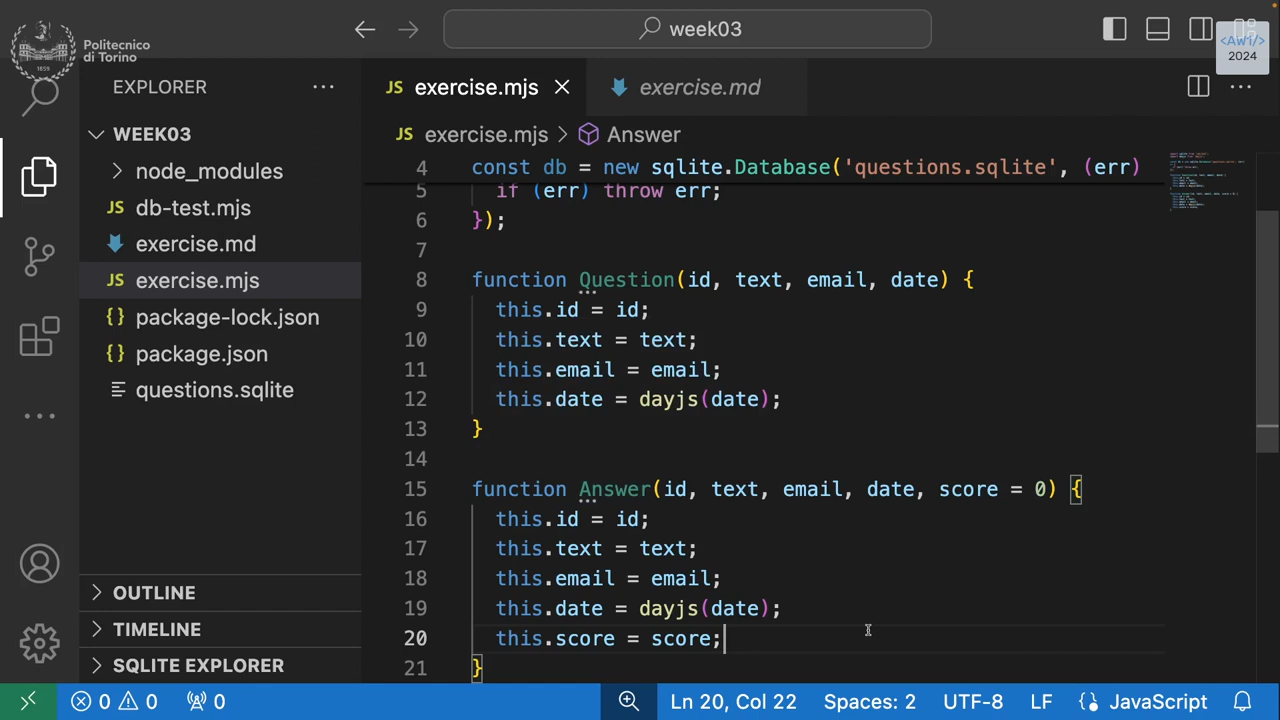 Politecnico
di Torino
1859
week03
<Aw1/>
2024
EXPLORER
WEEK03
node_modules
JS db-test.mjs
exercise.md
JS exercise.mjs
{} package-lock.json
{} package.json
questions.sqlite
OUTLINE
TIMELINE
SQLITE EXPLORER
JS exercise.mjs
exercise.md
JS exercise.mjs > Answer
4 const db = new sqlite.Database('questions.sqlite', (err)
5 if (err) throw err;
6 });
7
8 function Question(id, text, email, date) {
9 this.id = id;
10 this.text = text;
11 this.email = email;
12 this.date = dayjs(date);
13 }
14
15 function Answer(id, text, email, date, score = 0) {
16 this.id = id;
17 this.text = text;
18 this.email = email;
19 this.date = dayjs(date);
20 this.score = score;
21 }
0 0 0 Ln 20, Col 22 Spaces: 2 UTF-8 LF {} JavaScript